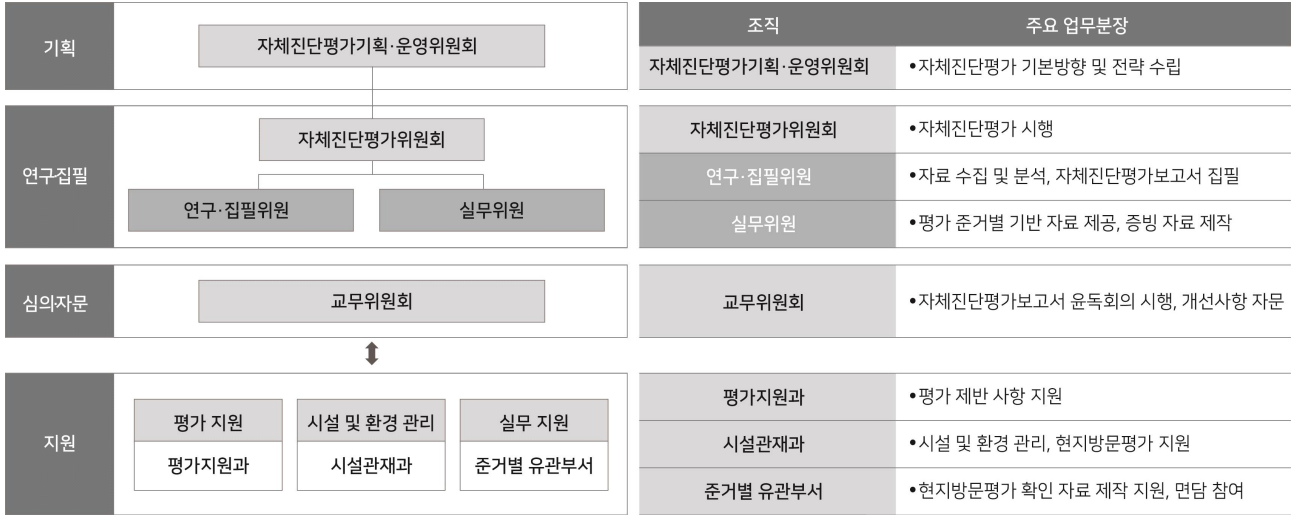 기획
자체진단평가기획·운영위원회
연구집필
자체진단평가위원회
연구·집필위원
실무위원
심의자문
교무위원회
지원
평가 지원
시설 및 환경 관리
실무 지원
평가지원과
시설관재과
준거별 유관부서
조직
주요 업무분장
자체진단평가기획·운영위원회
•자체진단평가 기본방향 및 전략 수립
자체진단평가위원회
•자체진단평가 시행
연구·집필위원
•자료 수집 및 분석, 자체진단평가보고서 집필
실무위원
•평가 준거별 기반 자료 제공, 증빙 자료 제작
교무위원회
•자체진단평가보고서 윤독회의 시행, 개선사항 자문
평가지원과
•평가 제반 사항 지원
시설관재과
•시설 및 환경 관리, 현지방문평가 지원
준거별 유관부서
•현지방문평가 확인 자료 제작 지원, 면담 참여